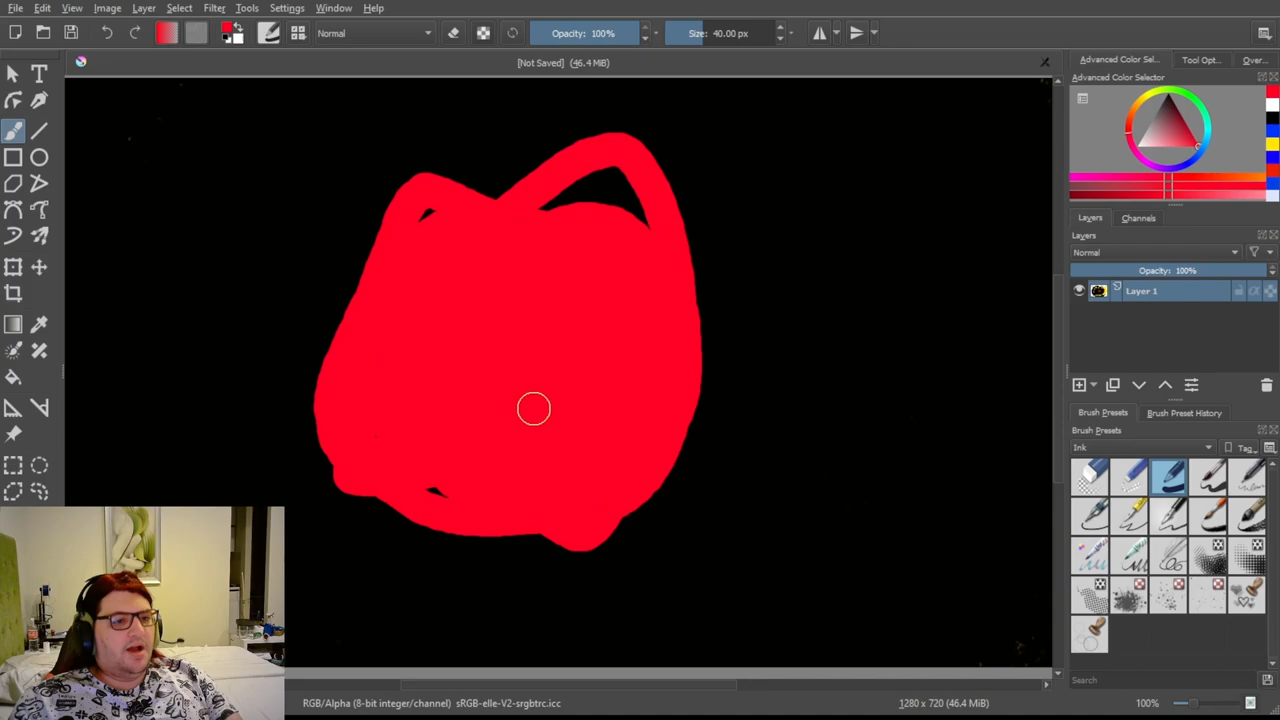 File Edit View Image Layer Select Filter Tools Settings Window Help
Normal Opacity: 100% Size: 40.00 px
[Not Saved] (46.4 MiB)
Advanced Color Sel... Tool Opt... Over...
Advanced Color Selector
Layers Channels
Layers
Normal
Opacity: 100%
Layer 1
Brush Presets Brush Preset History
Brush Presets
Ink Tag
Search
RGB/Alpha (8-bit integer/channel) sRGB-elle-V2-srgbtrc.icc 1280 x 720 (46.4 MiB) 100%